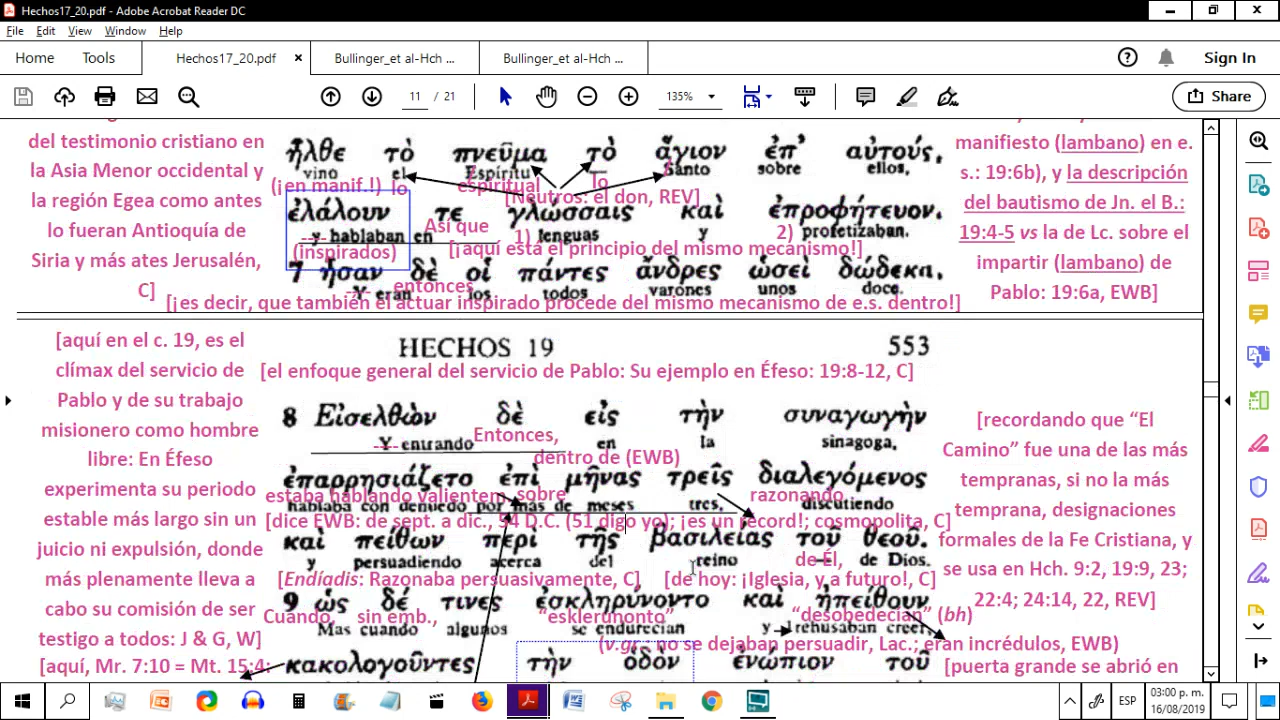 Hechos17_20.pdf - Adobe Acrobat Reader DC
File Edit View Window Help
Home Tools Hechos17_20.pdf × Bullinger_et al-Hch ... Bullinger_et al-Hch ... Sign In
11 / 21 135% Share
del testimonio cristiano en
la Asia Menor occidental y
la región Egea como antes
lo fueran Antioquía de
Siria y más ates Jerusalén,
C]
ἦλθε τὸ πνεῦμα τὸ ἅγιον ἐπ' αὐτούς,
vino el Espíritu Santo sobre ellos,
(¡en manif.!) lo espiritual lo
[Neutros: el don, REV]
ἐλάλουν τε γλώσσαις καὶ ἐπροφήτευον.
Así que
y hablaban en 1) lenguas y 2) profetizaban.
(inspirados) [¡aquí está el principio del mismo mecanismo!]
7 ἦσαν δὲ οἱ πάντες ἄνδρες ὡσεὶ δώδεκα.
entonces
Y eran los todos varones unos doce.
[¡es decir, que también el actuar inspirado procede del mismo mecanismo de e.s. dentro!]
manifiesto (lambano) en e.
s.: 19:6b), y la descripción
del bautismo de Jn. el B.:
19:4-5 vs la de Lc. sobre el
impartir (lambano) de
Pablo: 19:6a, EWB]
[aquí en el c. 19, es el
clímax del servicio de
Pablo y de su trabajo
misionero como hombre
libre: En Éfeso
experimenta su periodo
estable más largo sin un
juicio ni expulsión, donde
más plenamente lleva a
cabo su comisión de ser
testigo a todos: J & G, W]
[aquí, Mr. 7:10 = Mt. 15:4:
HECHOS 19 553
[el enfoque general del servicio de Pablo: Su ejemplo en Éfeso: 19:8-12, C]
8 Εἰσελθὼν δὲ εἰς τὴν συναγωγὴν
Entonces,
Y entrando en la sinagoga,
dentro de (EWB)
ἐπαρρησιάζετο ἐπὶ μῆνας τρεῖς διαλεγόμενος
estaba hablando valientem sobre razonando
hablaba con denuedo por más de meses tres, discutiendo
[dice EWB: de sept. a dic., 54 D.C. (51 digo yo); ¡es un record!; cosmopolita, C]
καὶ πείθων περὶ τῆς βασιλείας τοῦ θεοῦ.
de Él,
y persuadiendo acerca del reino de Dios.
[Endíadis: Razonaba persuasivamente, C] [de hoy: ¡Iglesia, y a futuro!, C]
9 ὡς δέ τινες ἐσκληρύνοντο καὶ ἠπείθουν
Cuando, sin emb., “esklerunonto” “desobedecían” (bh)
Mas cuando algunos se endurecían y rehusaban creer,
(v.gr.: no se dejaban persuadir, Lac.; eran incrédulos, EWB)
κακολογοῦντες τὴν ὁδὸν ἐνώπιον τοῦ
[recordando que “El
Camino” fue una de las más
tempranas, si no la más
temprana, designaciones
formales de la Fe Cristiana, y
se usa en Hch. 9:2, 19:9, 23;
22:4; 24:14, 22, REV]
[puerta grande se abrió en
ESP 03:00 p. m.
16/08/2019